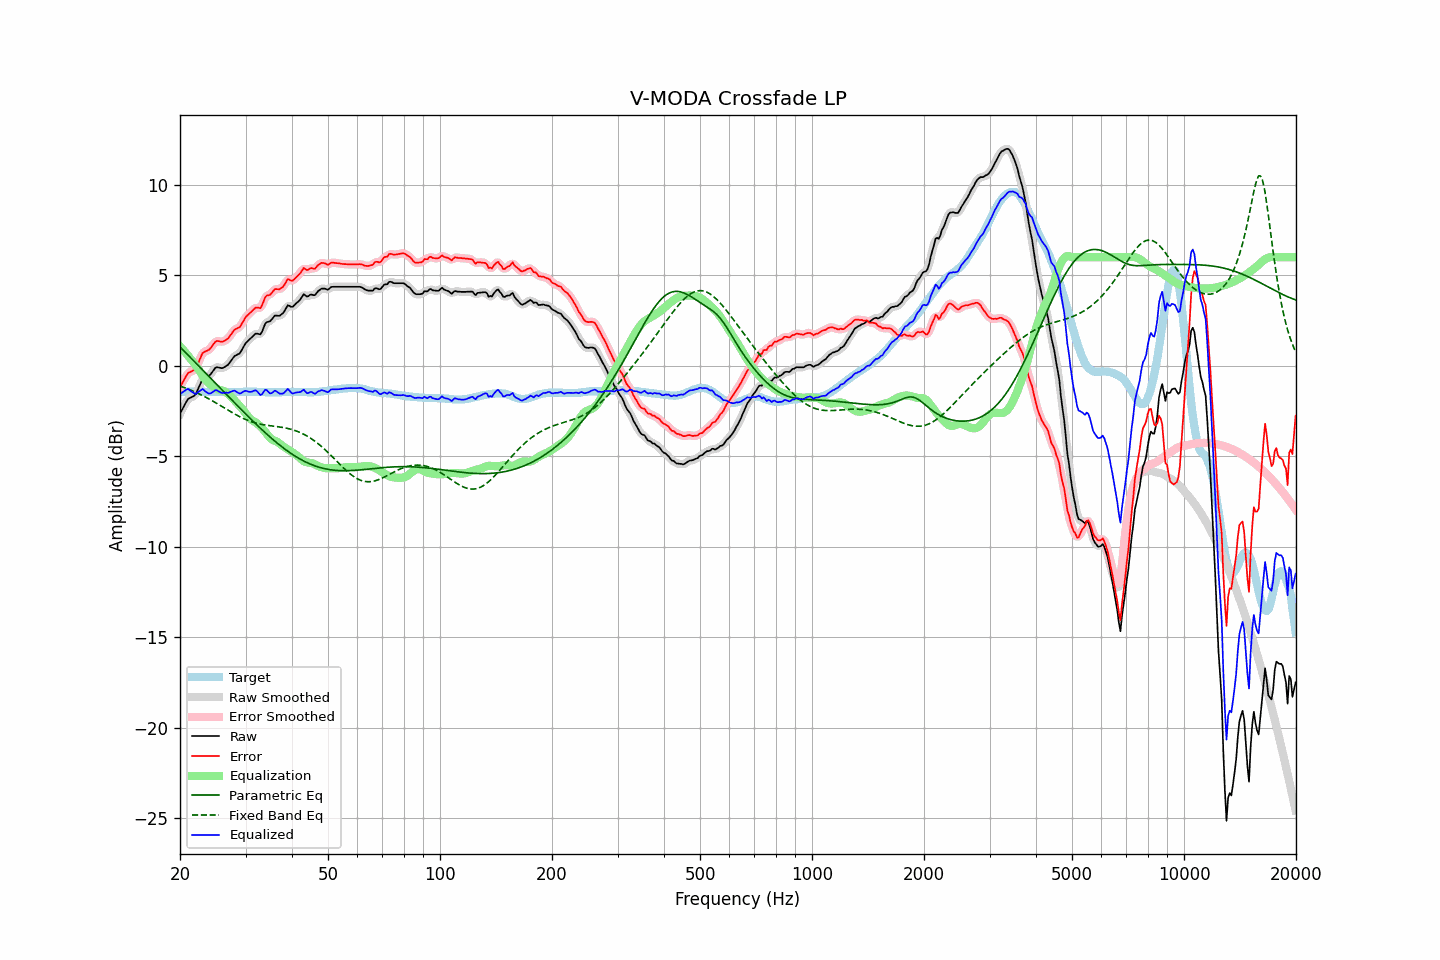 V-MODA Crossfade LP
Amplitude (dBr)
10
5
0
−5
−10
−15
−20
−25
Target
Raw Smoothed
Error Smoothed
Raw
Error
Equalization
Parametric Eq
Fixed Band Eq
Equalized
20 50 100 200 500 1000 2000 5000 10000 20000
Frequency (Hz)